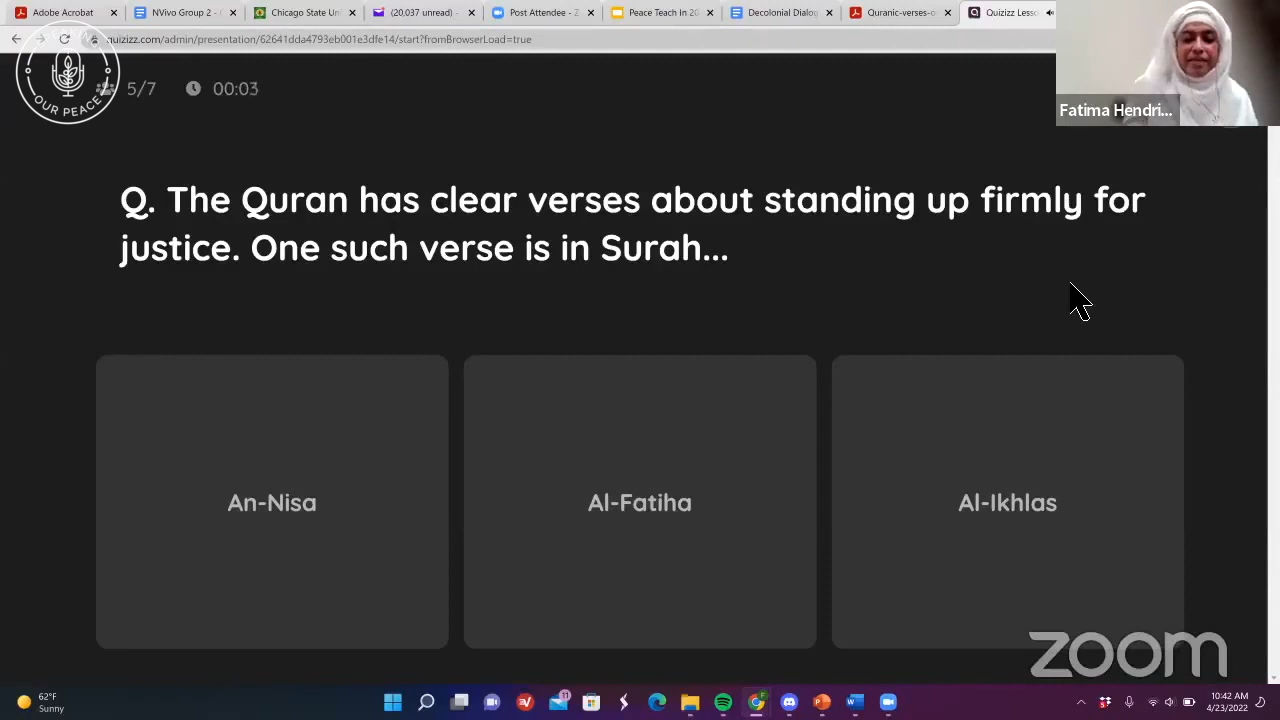 Adobe Acrobat
NVivo Group 2 -
Chicago State Un
(20,037 unread
Post Attendee - Z
Peace Teach In 20
Decolonial Dialog
Quranic-verses-o
Quizizz Less
quizizz.com/admin/presentation/62641dda4793eb001e3dfe14/start?fromBrowserLoad=true
OUR PEACE
5/7
00:03
Fatima Hendri...
Q. The Quran has clear verses about standing up firmly for
justice. One such verse is in Surah...
An-Nisa
Al-Fatiha
Al-Ikhlas
zoom
62°F
Sunny
11
10:42 AM
4/23/2022